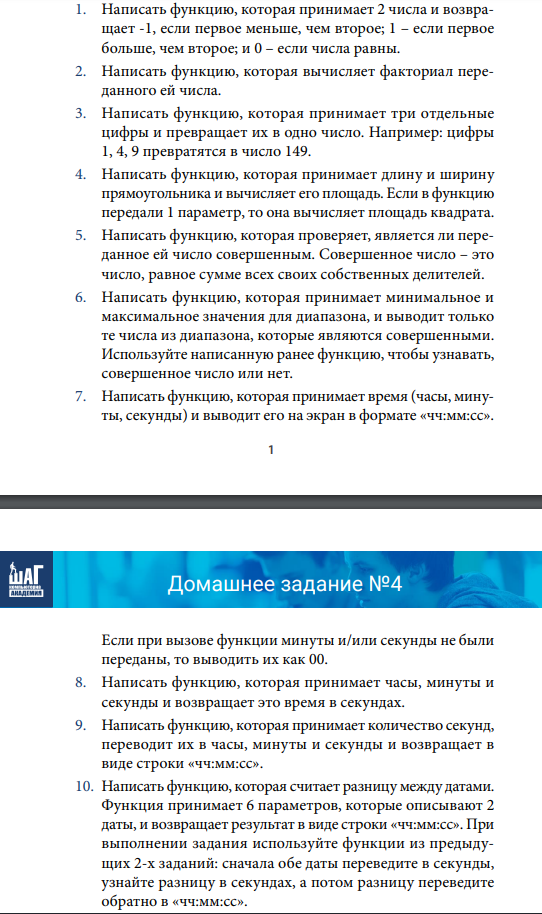 1. Написать функцию, которая принимает 2 числа и возвра-
щает -1, если первое меньше, чем второе; 1 – если первое
больше, чем второе; и 0 – если числа равны.
2. Написать функцию, которая вычисляет факториал пере-
данного ей числа.
3. Написать функцию, которая принимает три отдельные
цифры и превращает их в одно число. Например: цифры
1, 4, 9 превратятся в число 149.
4. Написать функцию, которая принимает длину и ширину
прямоугольника и вычисляет его площадь. Если в функцию
передали 1 параметр, то она вычисляет площадь квадрата.
5. Написать функцию, которая проверяет, является ли пере-
данное ей число совершенным. Совершенное число – это
число, равное сумме всех своих собственных делителей.
6. Написать функцию, которая принимает минимальное и
максимальное значения для диапазона, и выводит только
те числа из диапазона, которые являются совершенными.
Используйте написанную ранее функцию, чтобы узнавать,
совершенное число или нет.
7. Написать функцию, которая принимает время (часы, мину-
ты, секунды) и выводит его на экран в формате «чч:мм:сс».
1
ШАГ
КОМПЬЮТЕРНАЯ
АКАДЕМИЯ
Домашнее задание №4
Если при вызове функции минуты и/или секунды не были
переданы, то выводить их как 00.
8. Написать функцию, которая принимает часы, минуты и
секунды и возвращает это время в секундах.
9. Написать функцию, которая принимает количество секунд,
переводит их в часы, минуты и секунды и возвращает в
виде строки «чч:мм:сс».
10. Написать функцию, которая считает разницу между датами.
Функция принимает 6 параметров, которые описывают 2
даты, и возвращает результат в виде строки «чч:мм:сс». При
выполнении задания используйте функции из предыду-
щих 2-х заданий: сначала обе даты переведите в секунды,
узнайте разницу в секундах, а потом разницу переведите
обратно в «чч:мм:сс».